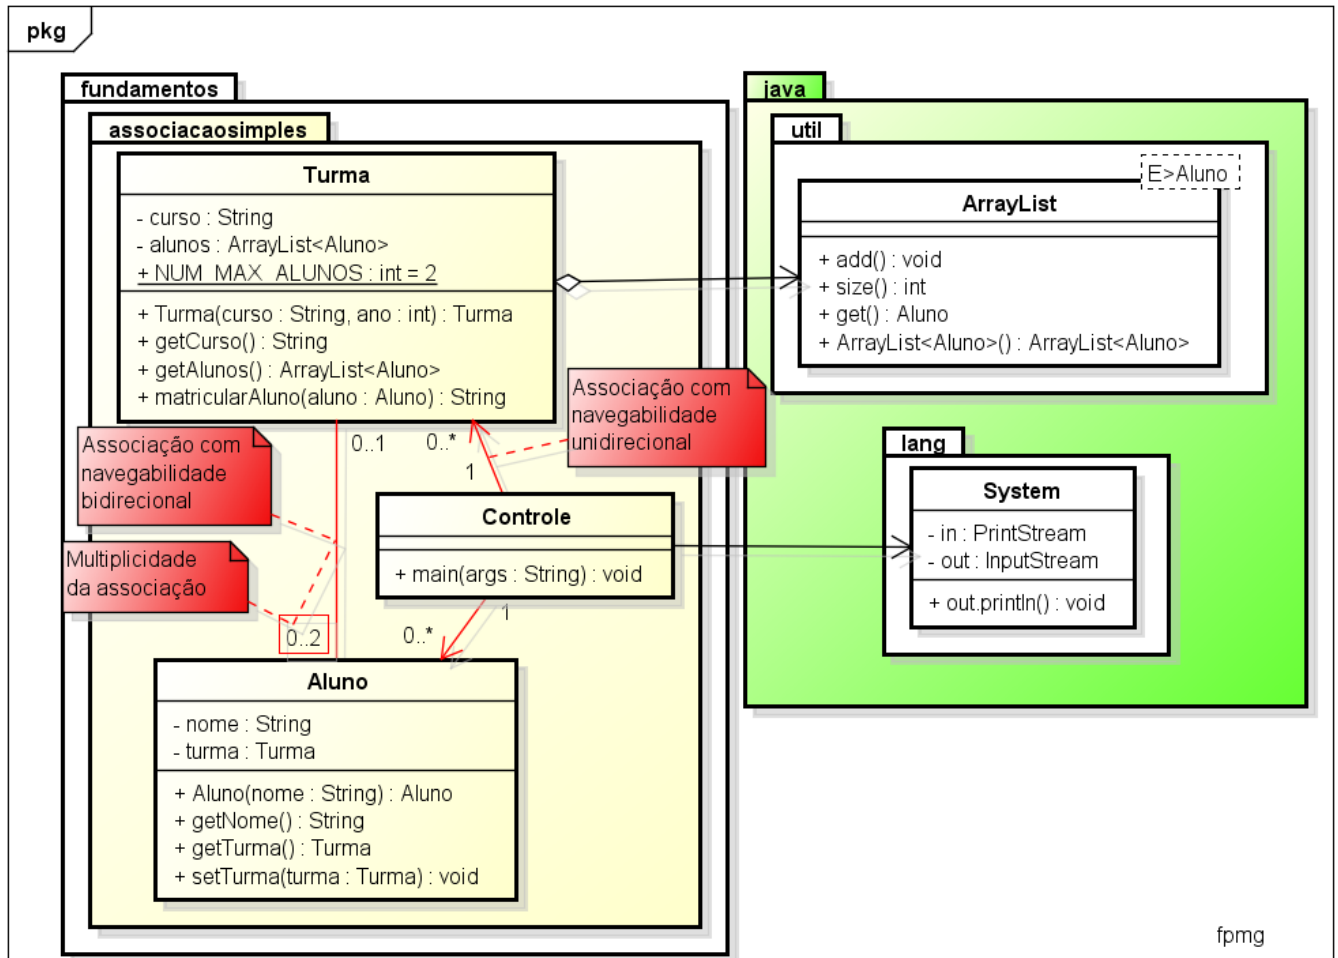 pkg
fundamentos
associacaosimples
Turma
- curso : String
- alunos : ArrayList<Aluno>
+ NUM_MAX_ALUNOS : int = 2
+ Turma(curso : String, ano : int) : Turma
+ getCurso() : String
+ getAlunos() : ArrayList<Aluno>
+ matricularAluno(aluno : Aluno) : String
java
util
E>Aluno
ArrayList
+ add() : void
+ size() : int
+ get() : Aluno
+ ArrayList<Aluno>() : ArrayList<Aluno>
Associação com
navegabilidade
unidirecional
Associação com
navegabilidade
bidirecional
0..1
0..*
1
lang
System
- in : PrintStream
- out : InputStream
+ out.println() : void
Controle
+ main(args : String) : void
Multiplicidade
da associação
0..2
0..*
1
Aluno
- nome : String
- turma : Turma
+ Aluno(nome : String) : Aluno
+ getNome() : String
+ getTurma() : Turma
+ setTurma(turma : Turma) : void
fpmg